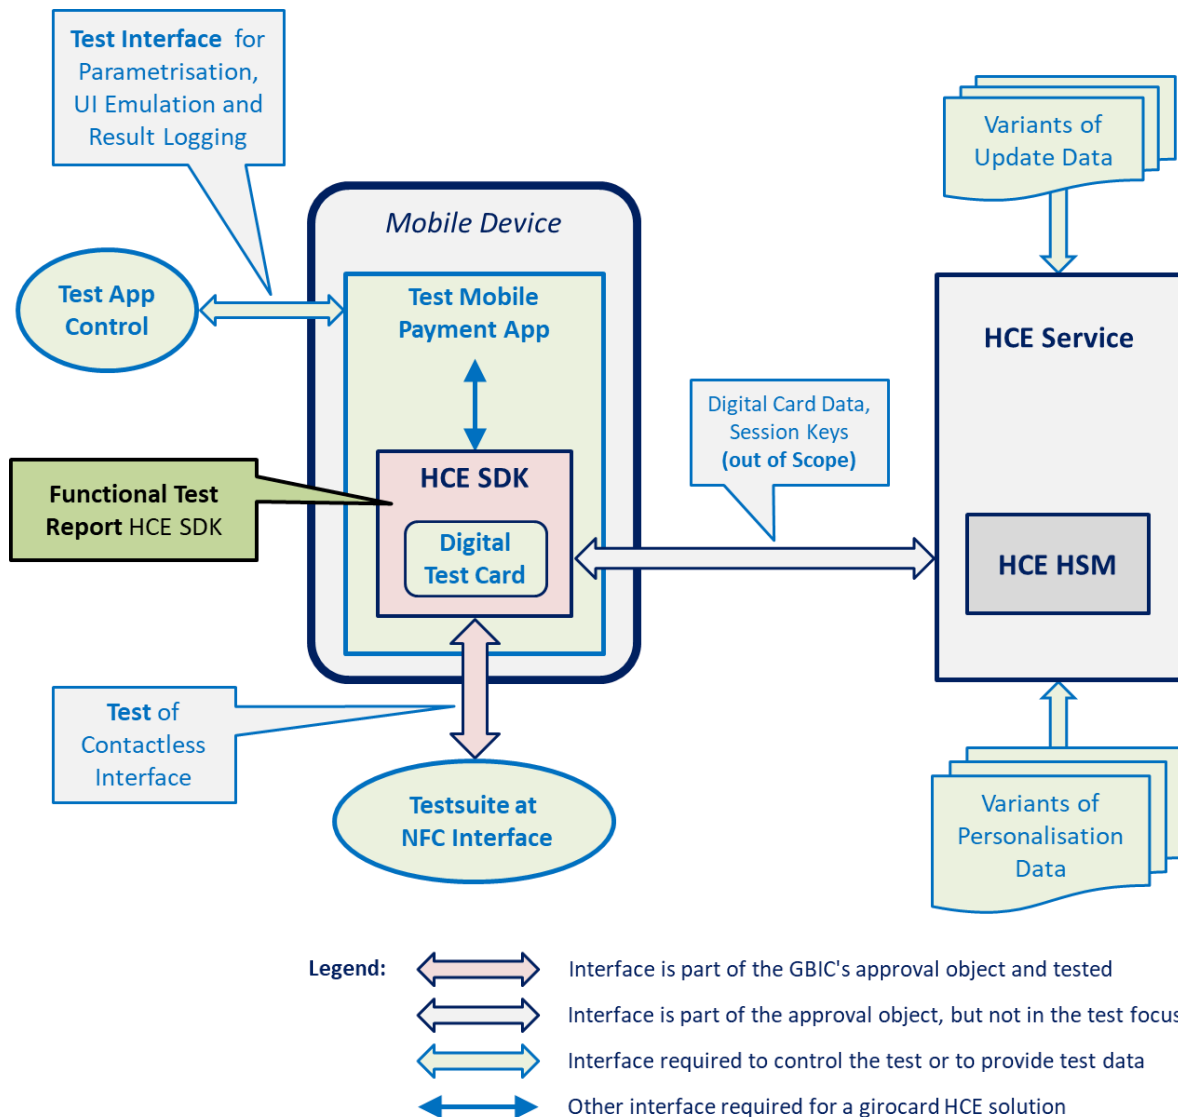 Test Interface for
Parametrisation,
UI Emulation and
Result Logging
Variants of
Update Data
Mobile Device
Test App
Control
Test Mobile
Payment App
HCE Service
Digital Card Data,
Session Keys
(out of Scope)
HCE SDK
Functional Test
Report HCE SDK
Digital
Test Card
HCE HSM
Test of
Contactless
Interface
Testsuite at
NFC Interface
Variants of
Personalisation
Data
Legend:
Interface is part of the GBIC's approval object and tested
Interface is part of the approval object, but not in the test focus
Interface required to control the test or to provide test data
Other interface required for a girocard HCE solution